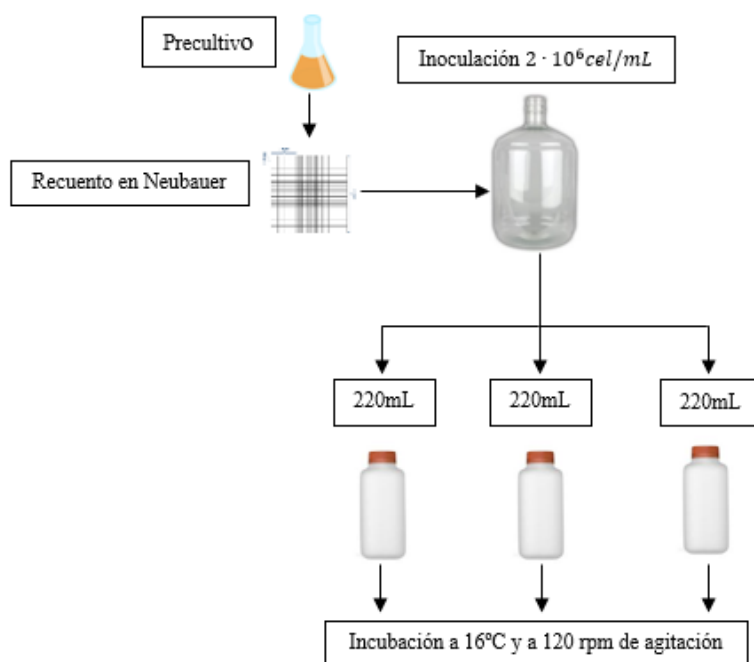 Precultivo
Inoculación 2 · 10⁶cel/mL
Recuento en Neubauer
220mL
220mL
220mL
Incubación a 16ºC y a 120 rpm de agitación